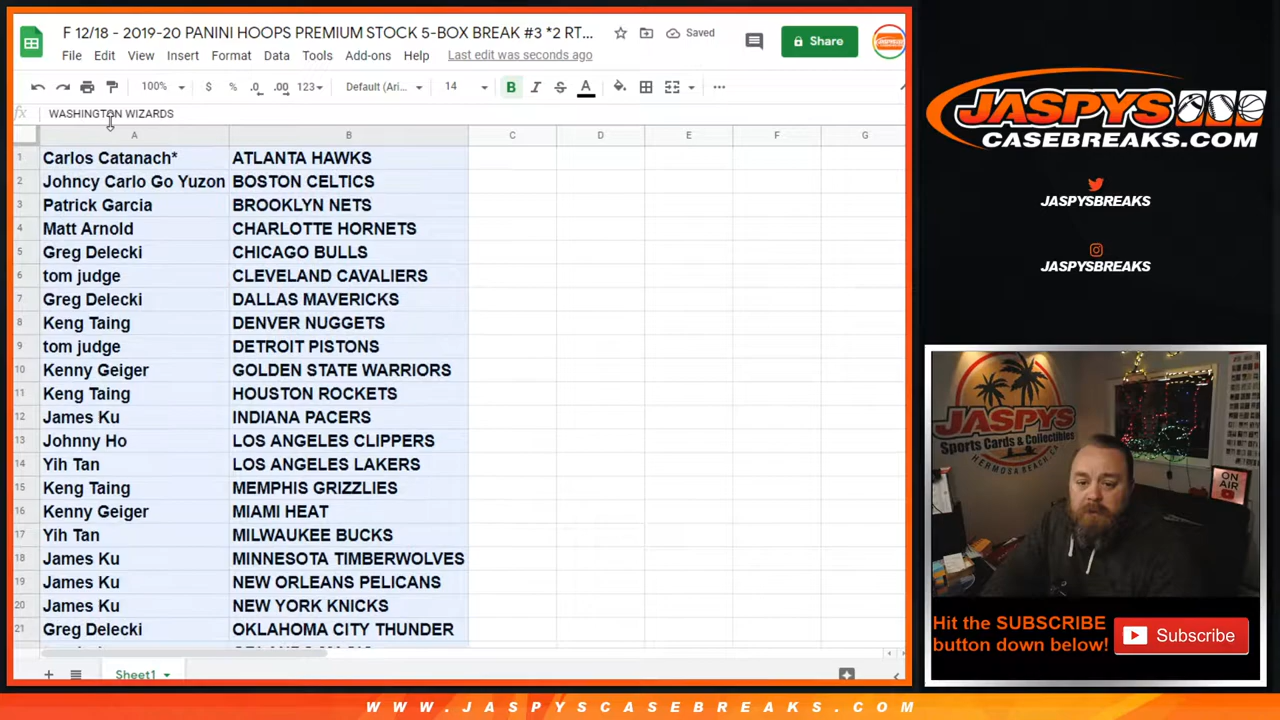 F 12/18 - 2019-20 PANINI HOOPS PREMIUM STOCK 5-BOX BREAK #3 *2 RT...
Saved
Share
File Edit View Insert Format Data Tools Add-ons Help Last edit was seconds ago
100% $ % .0 .00 123 Default (Ari... 14 B I S A
fx WASHINGTON WIZARDS
A B C D E F G
1 Carlos Catanach* ATLANTA HAWKS
2 Johncy Carlo Go Yuzon BOSTON CELTICS
3 Patrick Garcia BROOKLYN NETS
4 Matt Arnold CHARLOTTE HORNETS
5 Greg Delecki CHICAGO BULLS
6 tom judge CLEVELAND CAVALIERS
7 Greg Delecki DALLAS MAVERICKS
8 Keng Taing DENVER NUGGETS
9 tom judge DETROIT PISTONS
10 Kenny Geiger GOLDEN STATE WARRIORS
11 Keng Taing HOUSTON ROCKETS
12 James Ku INDIANA PACERS
13 Johnny Ho LOS ANGELES CLIPPERS
14 Yih Tan LOS ANGELES LAKERS
15 Keng Taing MEMPHIS GRIZZLIES
16 Kenny Geiger MIAMI HEAT
17 Yih Tan MILWAUKEE BUCKS
18 James Ku MINNESOTA TIMBERWOLVES
19 James Ku NEW ORLEANS PELICANS
20 James Ku NEW YORK KNICKS
21 Greg Delecki OKLAHOMA CITY THUNDER
Sheet1
JASPYS
CASEBREAKS.COM
JASPYSBREAKS
JASPYSBREAKS
JASPYS
Sports Cards & Collectibles
HERMOSA BEACH, CA
ON
AIR
Hit the SUBSCRIBE
button down below!
Subscribe
WWW.JASPYSCASEBREAKS.COM